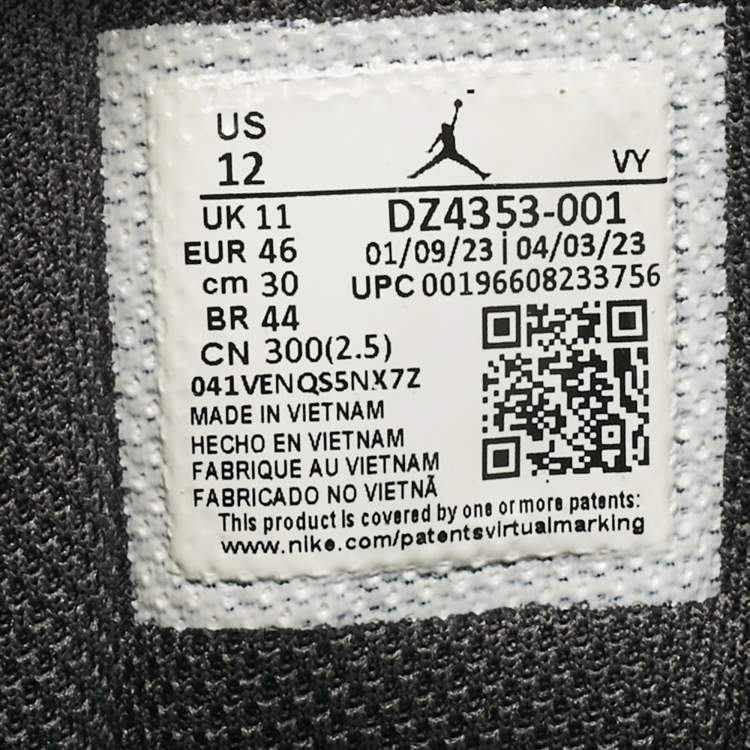 US
12
VY
UK 11
DZ4353-001
EUR 46
01/09/23 | 04/03/23
cm 30
UPC 00196608233756
BR 44
CN 300(2.5)
041VENQS5NX7Z
MADE IN VIETNAM
HECHO EN VIETNAM
FABRIQUE AU VIETNAM
FABRICADO NO VIETNÃ
This product is covered by one or more patents:
www.nike.com/patentsvirtualmarking